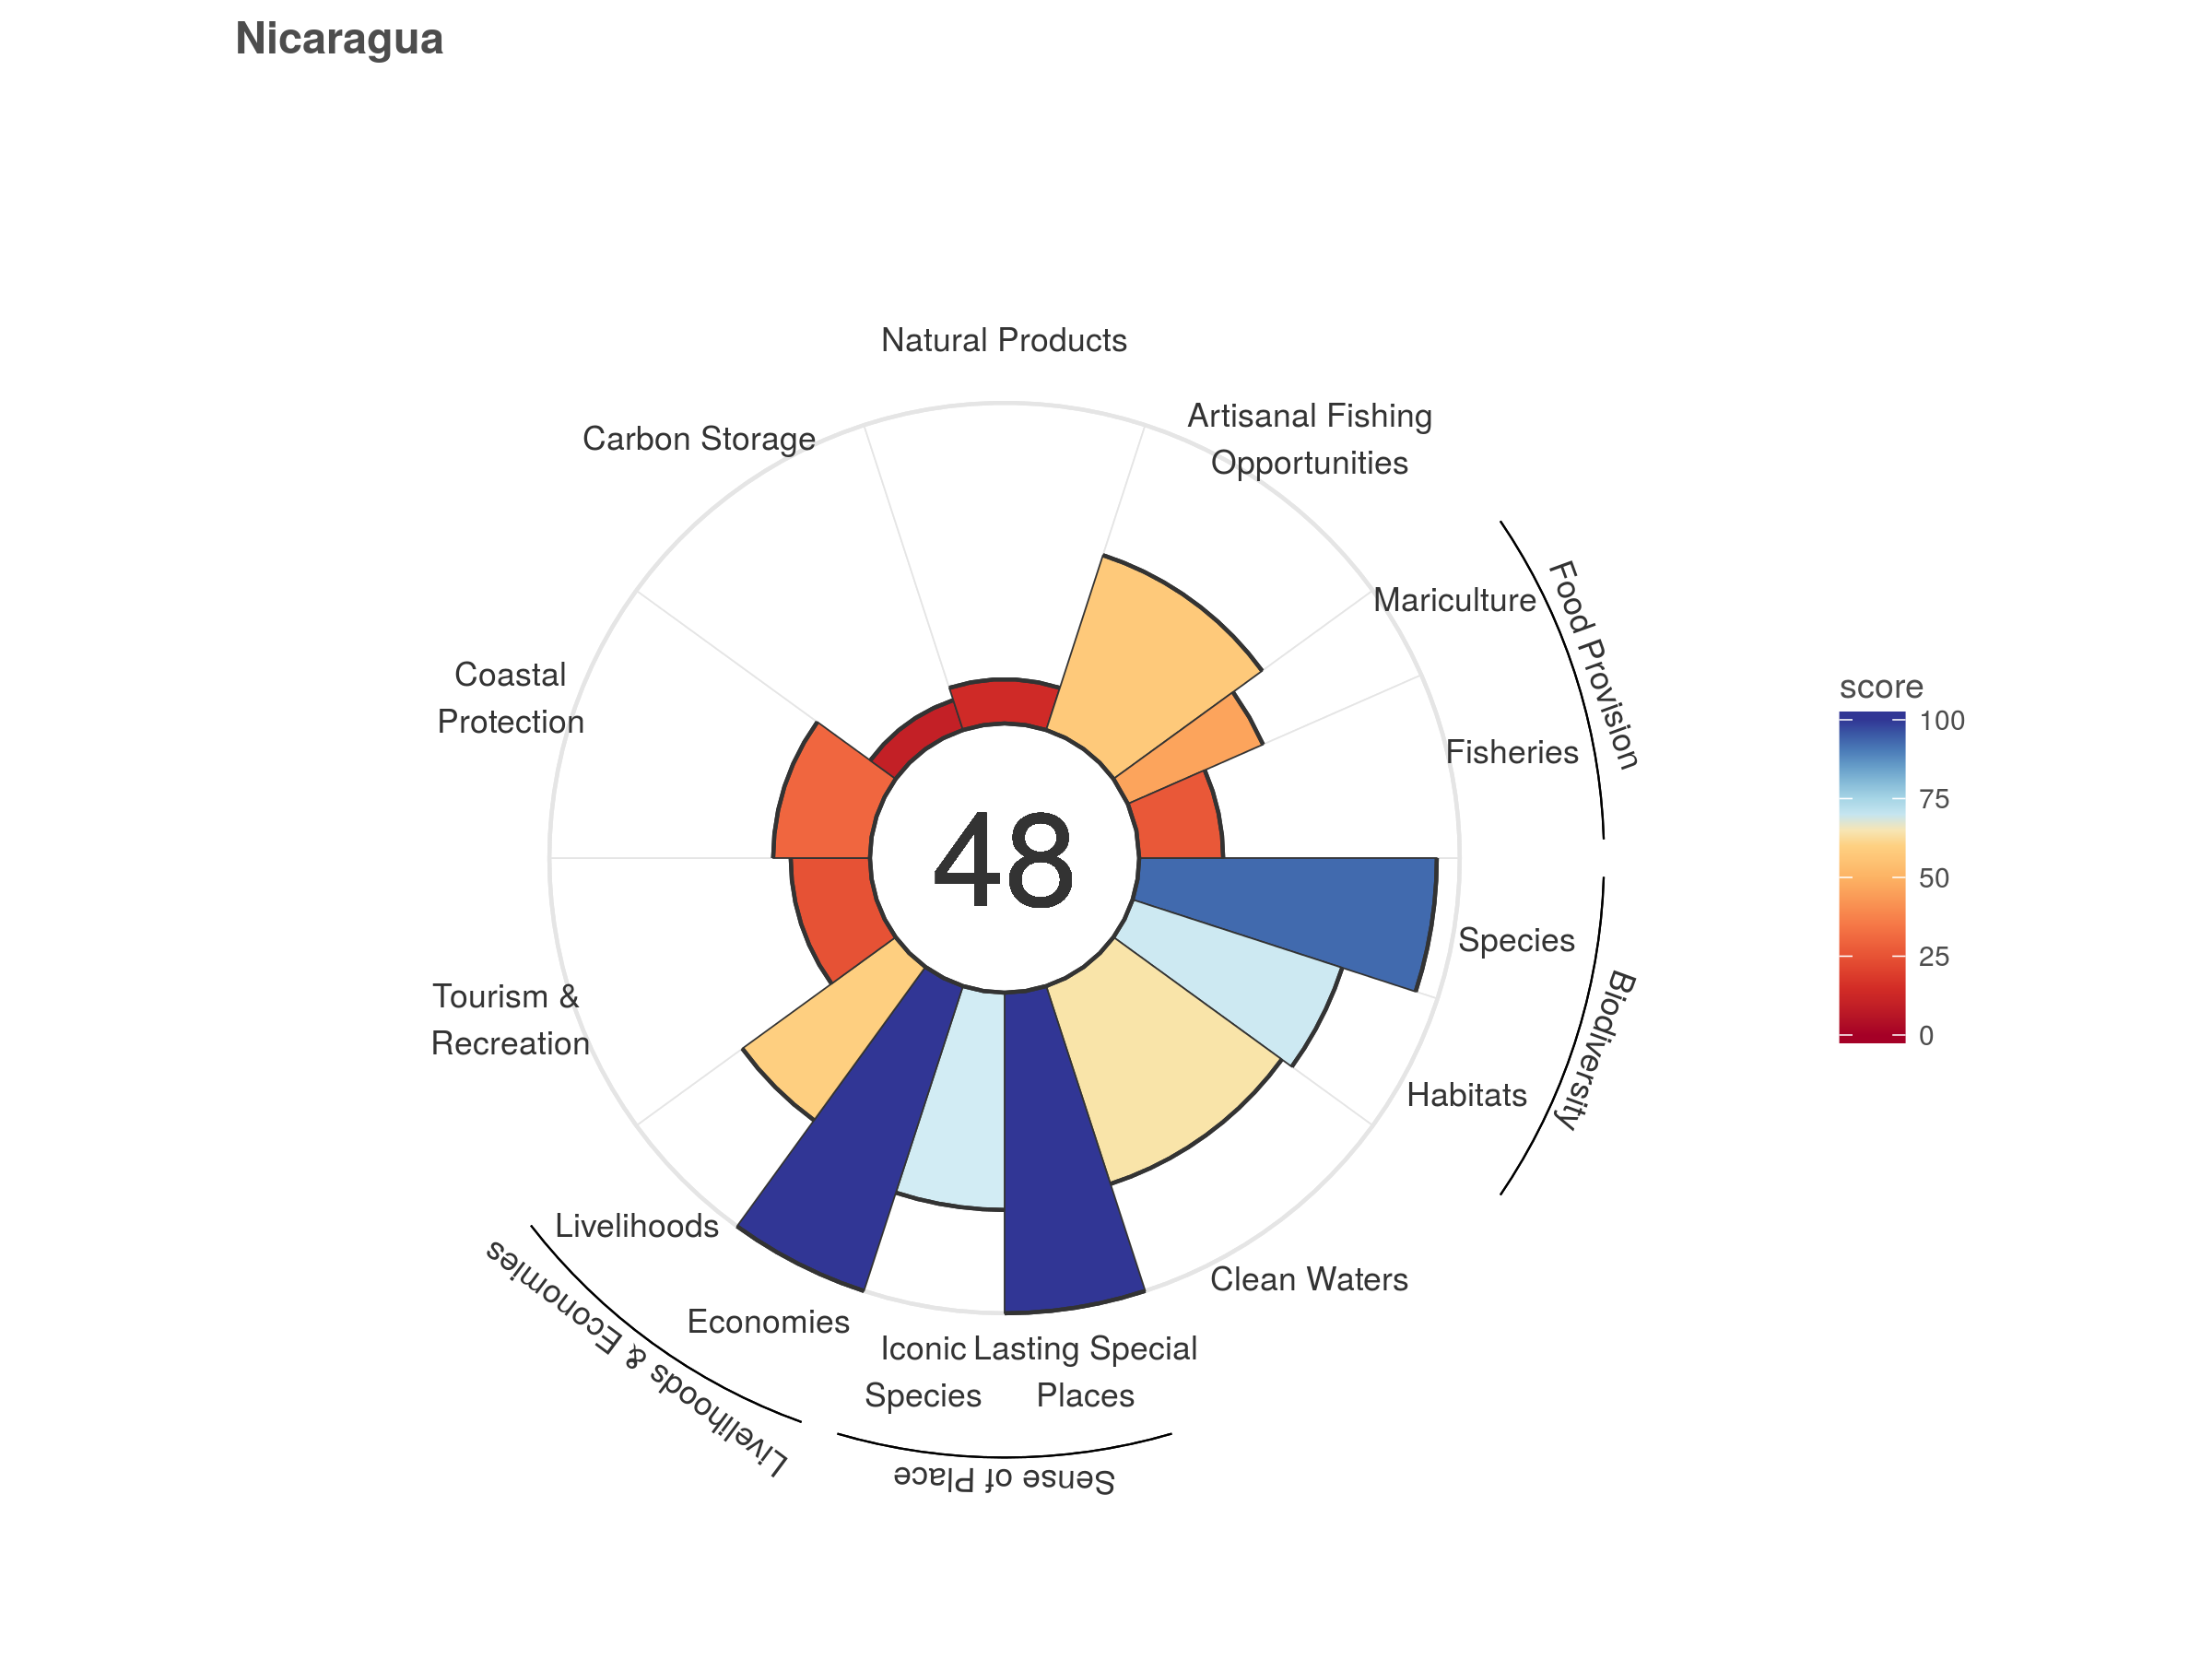 Nicaragua
Natural Products
Artisanal Fishing
Opportunities
Carbon Storage
Mariculture
Food Provision
Coastal
Protection
Fisheries
48
Species
Biodiversity
Habitats
Tourism &
Recreation
Clean Waters
Livelihoods
Economies
Livelihoods & Economies
Iconic
Species
Lasting Special
Places
Sense of Place
score
100
75
50
25
0